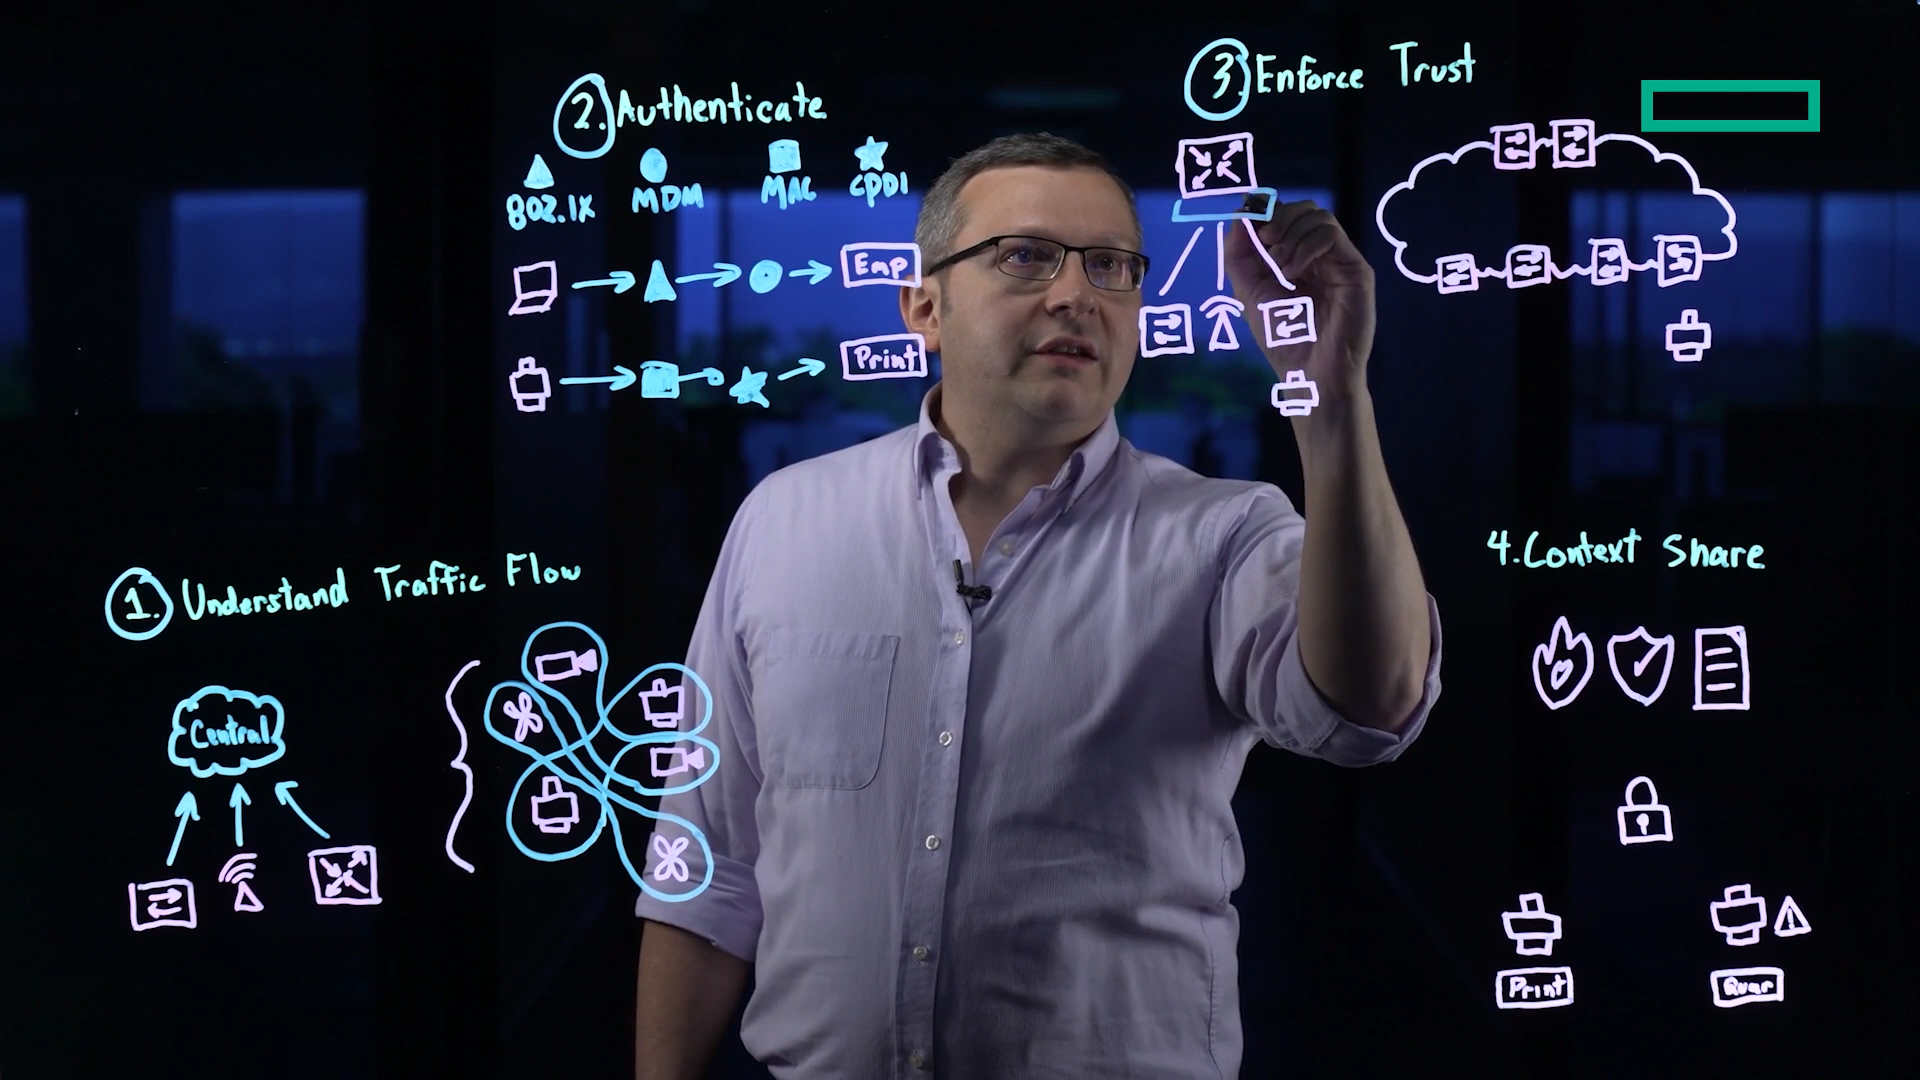 2. Authenticate
802.1X MDM MAC CPDI
Emp
Print
3. Enforce Trust
1. Understand Traffic Flow
Central
4. Context Share
Print
Quar